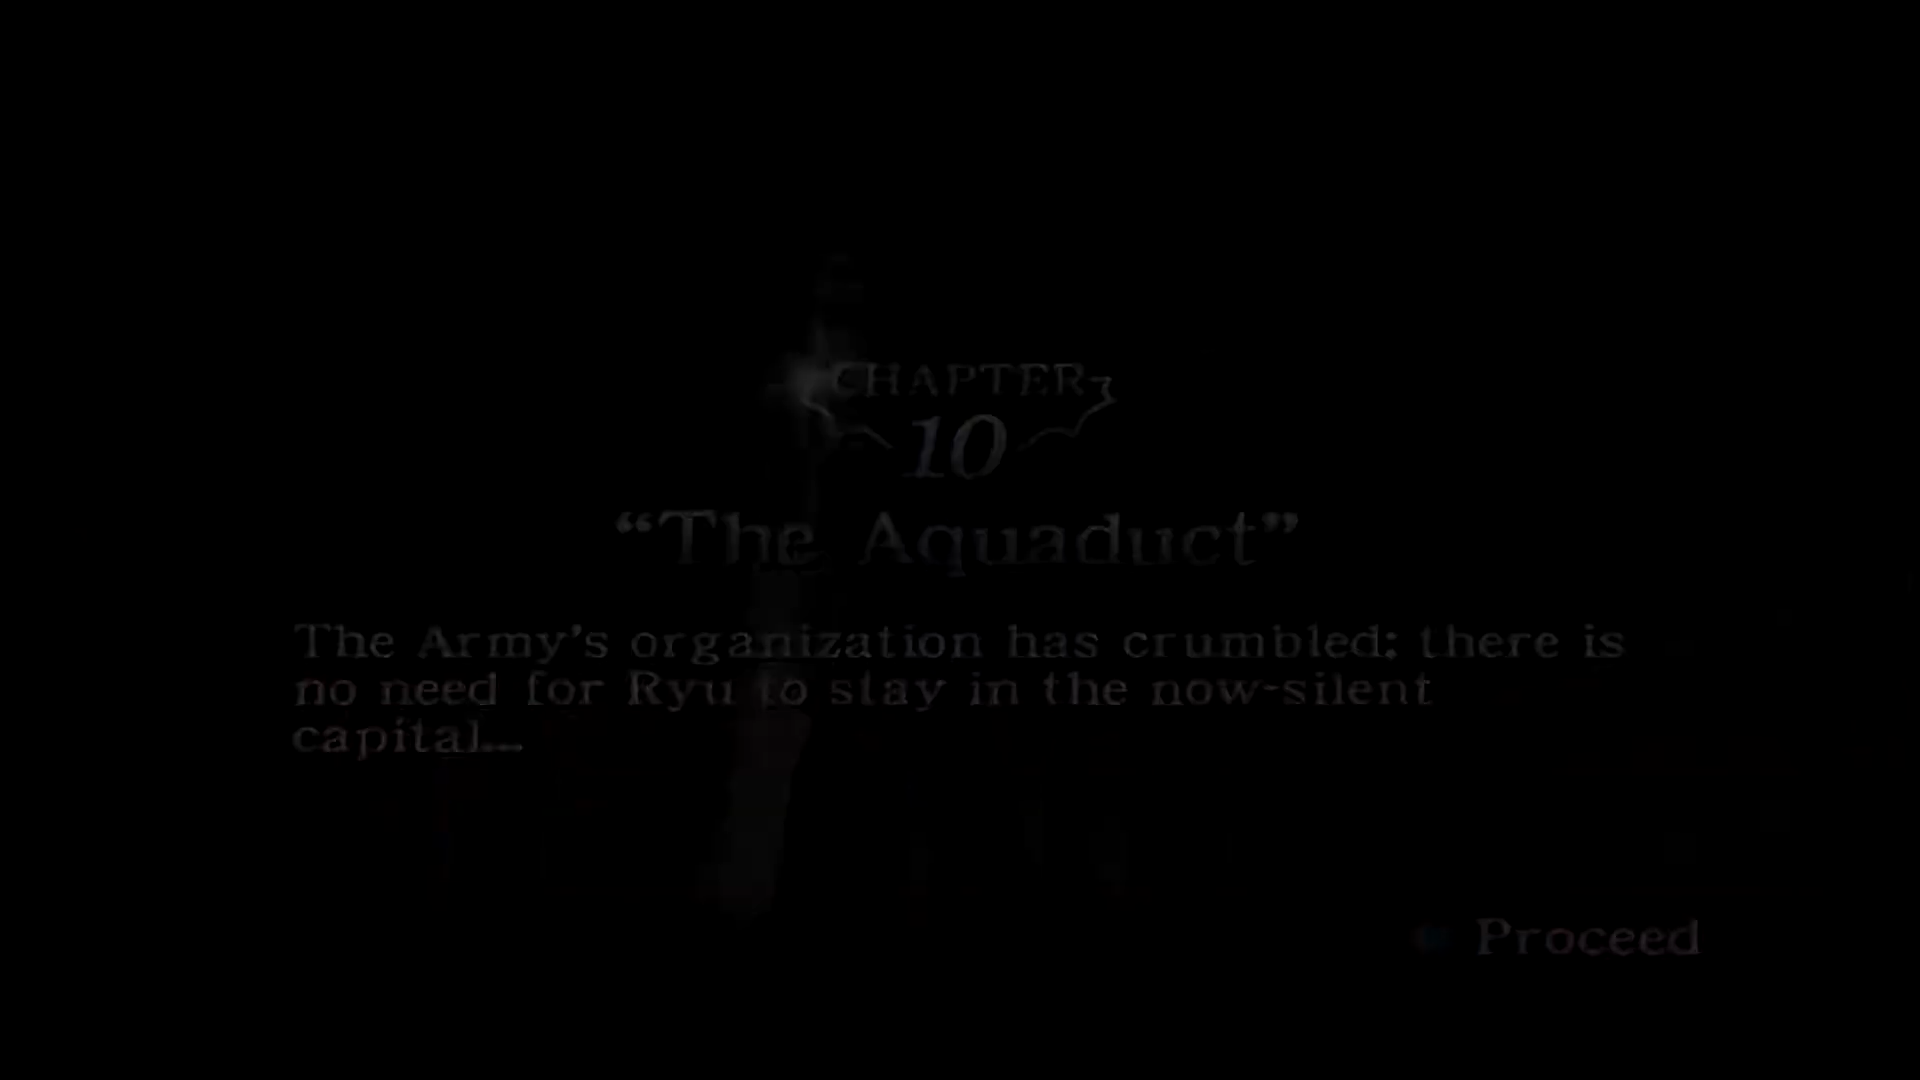 CHAPTER
10
“The Aquaduct”
The Army’s organization has crumbled; there is
no need for Ryu to stay in the now-silent
capital...
Proceed